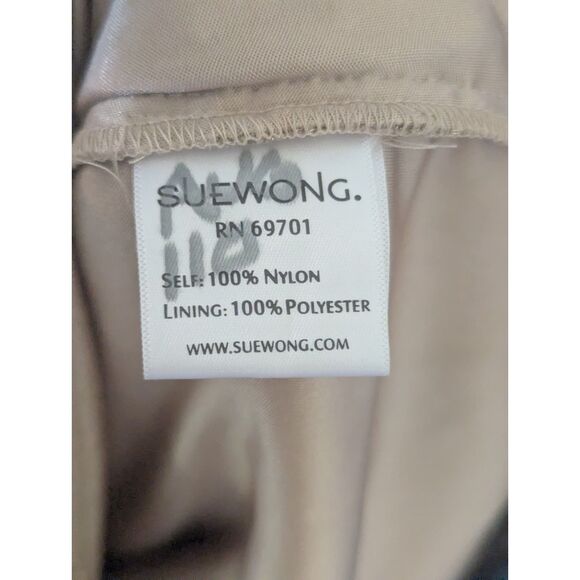 SUEWONG.
RN 69701
SELF: 100% NYLON
LINING: 100% POLYESTER
WWW.SUEWONG.COM